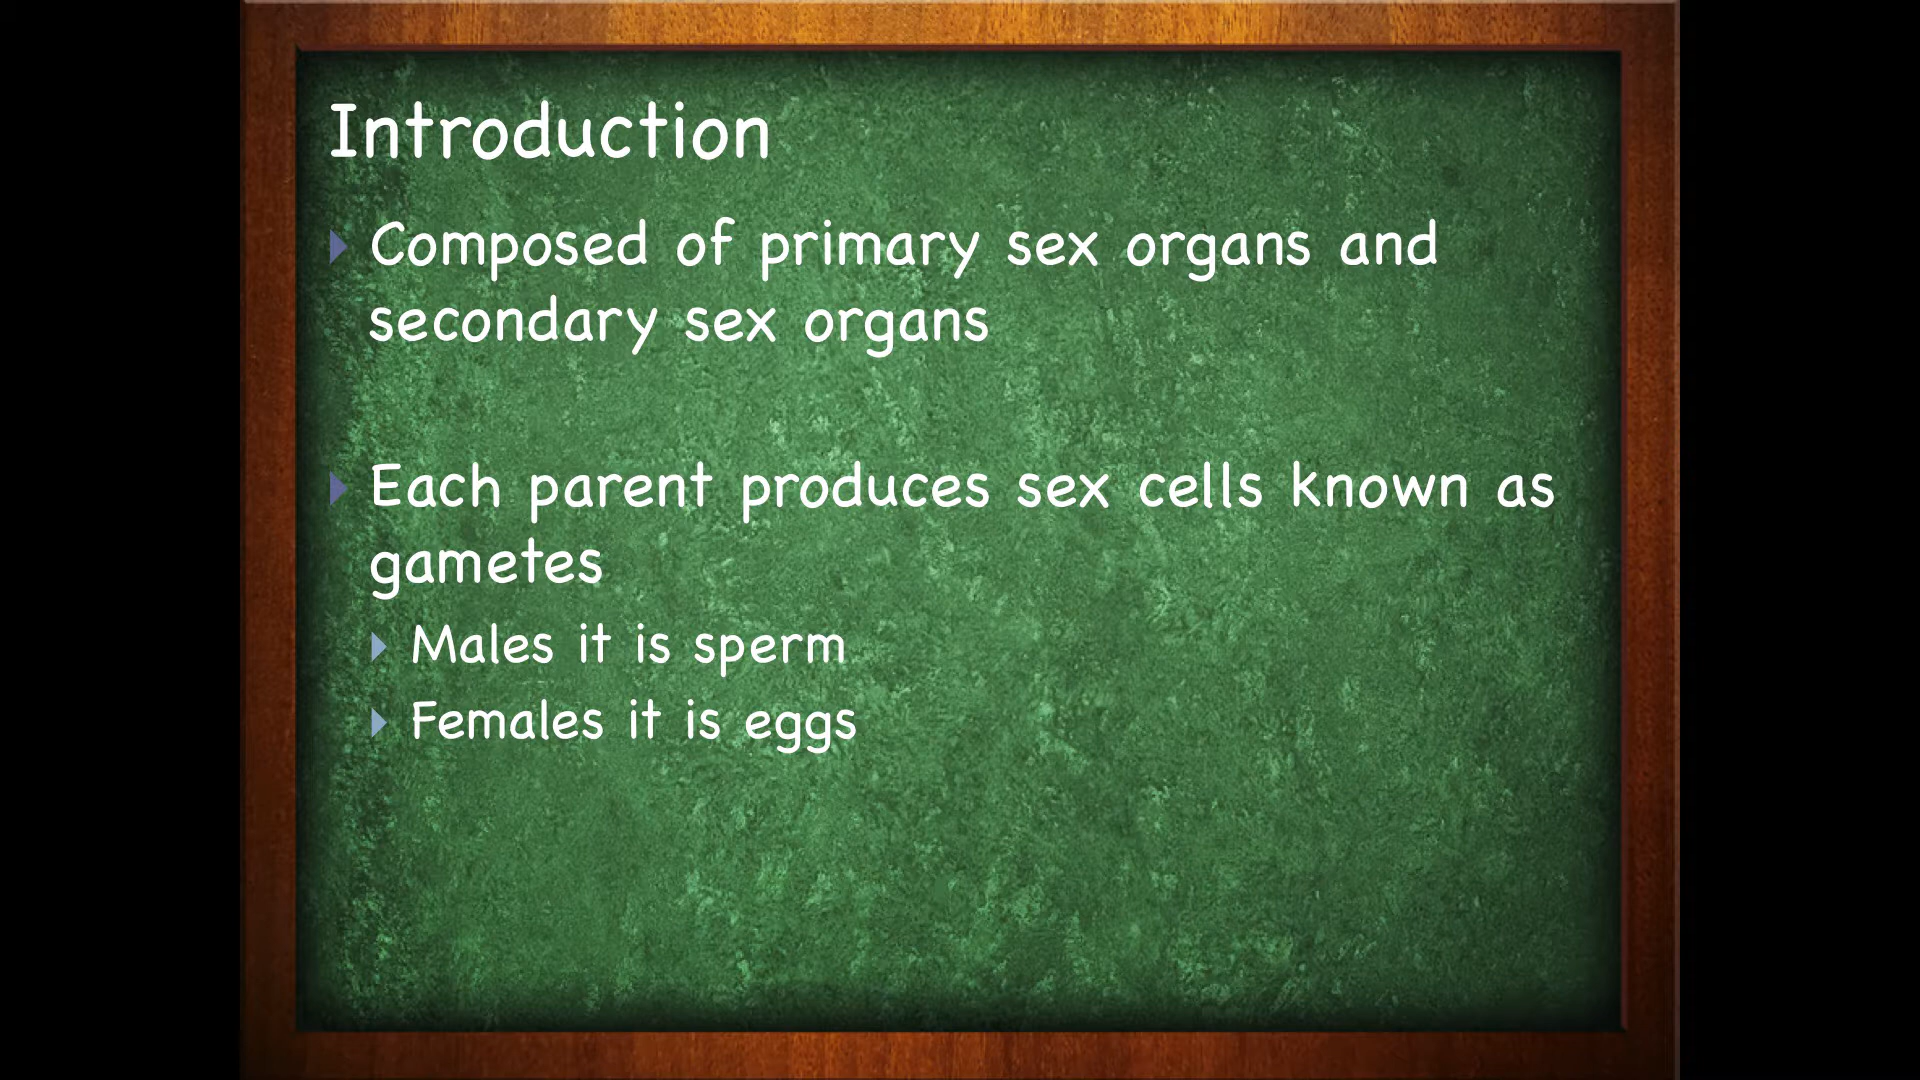 Introduction
Composed of primary sex organs and
secondary sex organs
Each parent produces sex cells known as
gametes
Males it is sperm
Females it is eggs